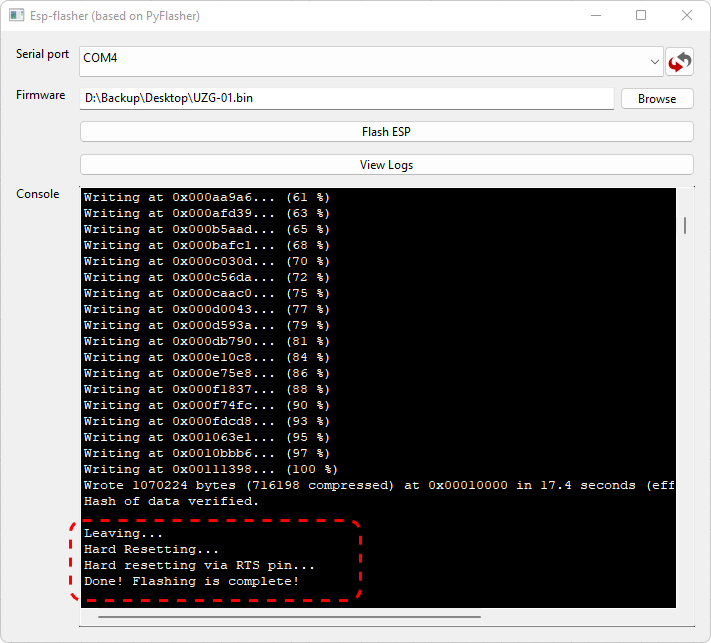 Esp-flasher (based on PyFlasher)
Serial port COM4
Firmware D:\Backup\Desktop\UZG-01.bin Browse
Flash ESP
View Logs
Console
Writing at 0x000aa9a6... (61 %)
Writing at 0x000afd39... (63 %)
Writing at 0x000b5aad... (65 %)
Writing at 0x000bafc1... (68 %)
Writing at 0x000c030d... (70 %)
Writing at 0x000c56da... (72 %)
Writing at 0x000caac0... (75 %)
Writing at 0x000d0043... (77 %)
Writing at 0x000d593a... (79 %)
Writing at 0x000db790... (81 %)
Writing at 0x000e10c8... (84 %)
Writing at 0x000e75e8... (86 %)
Writing at 0x000f1837... (88 %)
Writing at 0x000f74fc... (90 %)
Writing at 0x000fdcd8... (93 %)
Writing at 0x001063e1... (95 %)
Writing at 0x0010bbb6... (97 %)
Writing at 0x00111398... (100 %)
Wrote 1070224 bytes (716198 compressed) at 0x00010000 in 17.4 seconds (eff
Hash of data verified.
Leaving...
Hard Resetting...
Hard resetting via RTS pin...
Done! Flashing is complete!